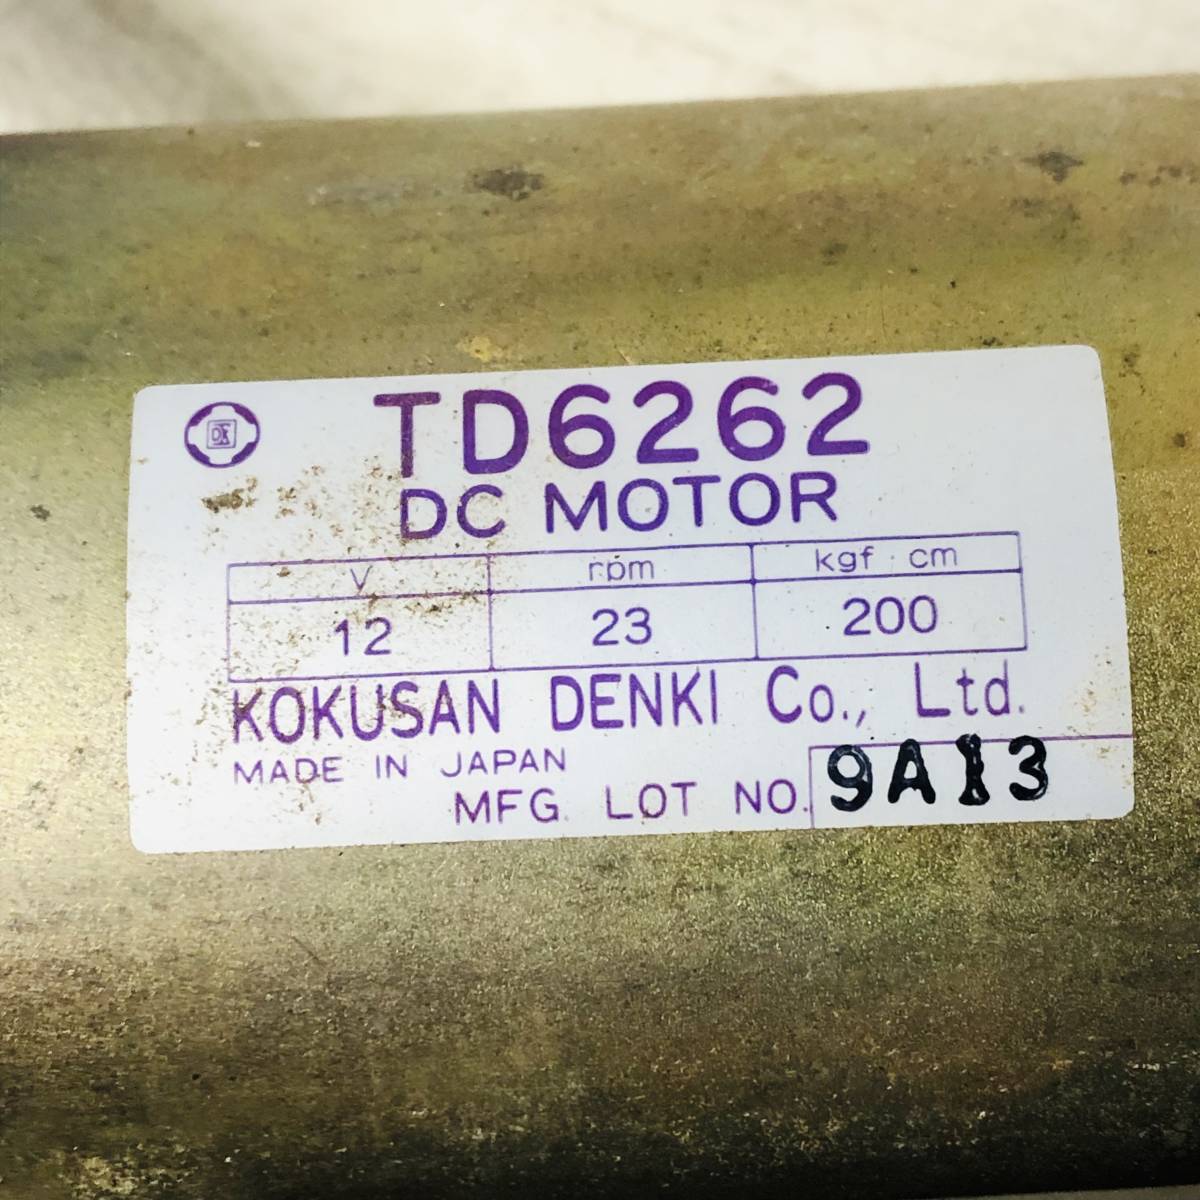 TD6262
DC MOTOR
V rpm kgf · cm
12 23 200
KOKUSAN DENKI Co., Ltd.
MADE IN JAPAN
MFG. LOT NO. 9A13